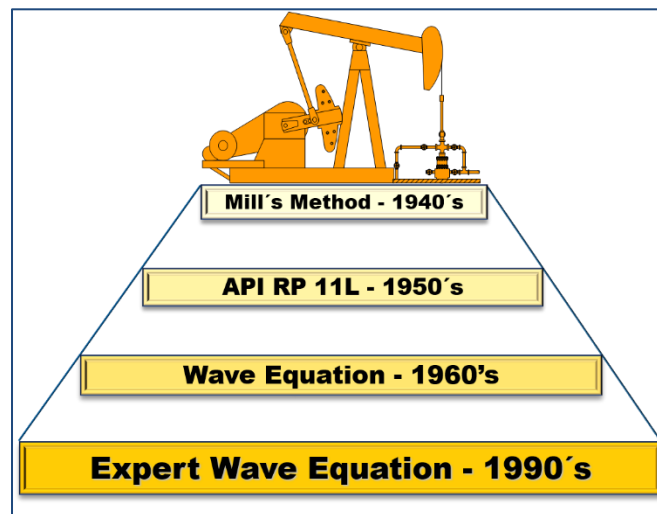 Mill´s Method - 1940´s
API RP 11L - 1950´s
Wave Equation - 1960’s
Expert Wave Equation - 1990´s